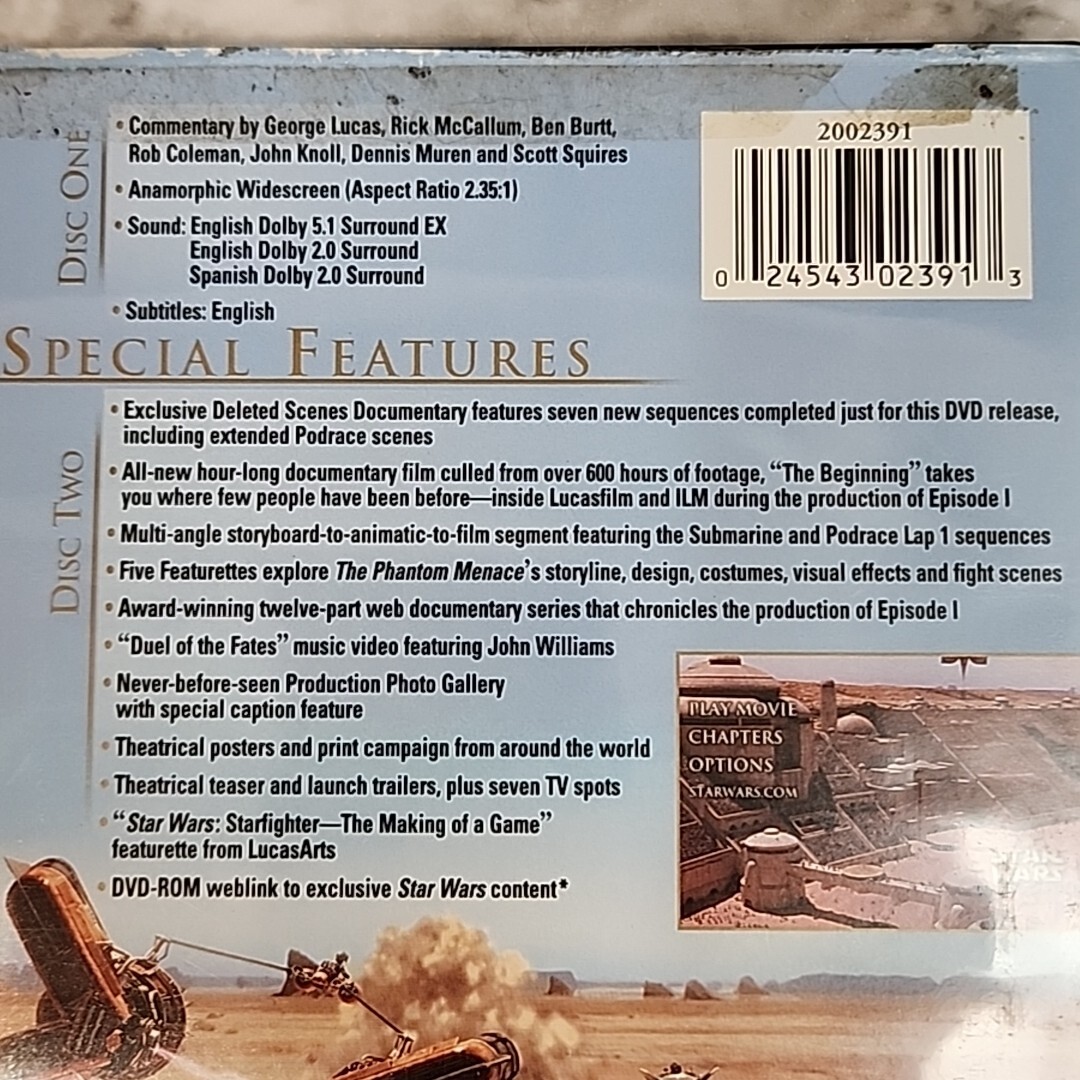 DISC ONE
• Commentary by George Lucas, Rick McCallum, Ben Burtt,
Rob Coleman, John Knoll, Dennis Muren and Scott Squires
• Anamorphic Widescreen (Aspect Ratio 2.35:1)
• Sound: English Dolby 5.1 Surround EX
English Dolby 2.0 Surround
Spanish Dolby 2.0 Surround
• Subtitles: English
2002391
0 24543 02391 3
SPECIAL FEATURES
DISC TWO
• Exclusive Deleted Scenes Documentary features seven new sequences completed just for this DVD release,
including extended Podrace scenes
• All-new hour-long documentary film culled from over 600 hours of footage, “The Beginning” takes
you where few people have been before—inside Lucasfilm and ILM during the production of Episode I
• Multi-angle storyboard-to-animatic-to-film segment featuring the Submarine and Podrace Lap 1 sequences
• Five Featurettes explore The Phantom Menace’s storyline, design, costumes, visual effects and fight scenes
• Award-winning twelve-part web documentary series that chronicles the production of Episode I
• “Duel of the Fates” music video featuring John Williams
• Never-before-seen Production Photo Gallery
with special caption feature
• Theatrical posters and print campaign from around the world
• Theatrical teaser and launch trailers, plus seven TV spots
• “Star Wars: Starfighter—The Making of a Game”
featurette from LucasArts
• DVD-ROM weblink to exclusive Star Wars content*
PLAY MOVIE
CHAPTERS
OPTIONS
STARWARS.COM
STAR
WARS